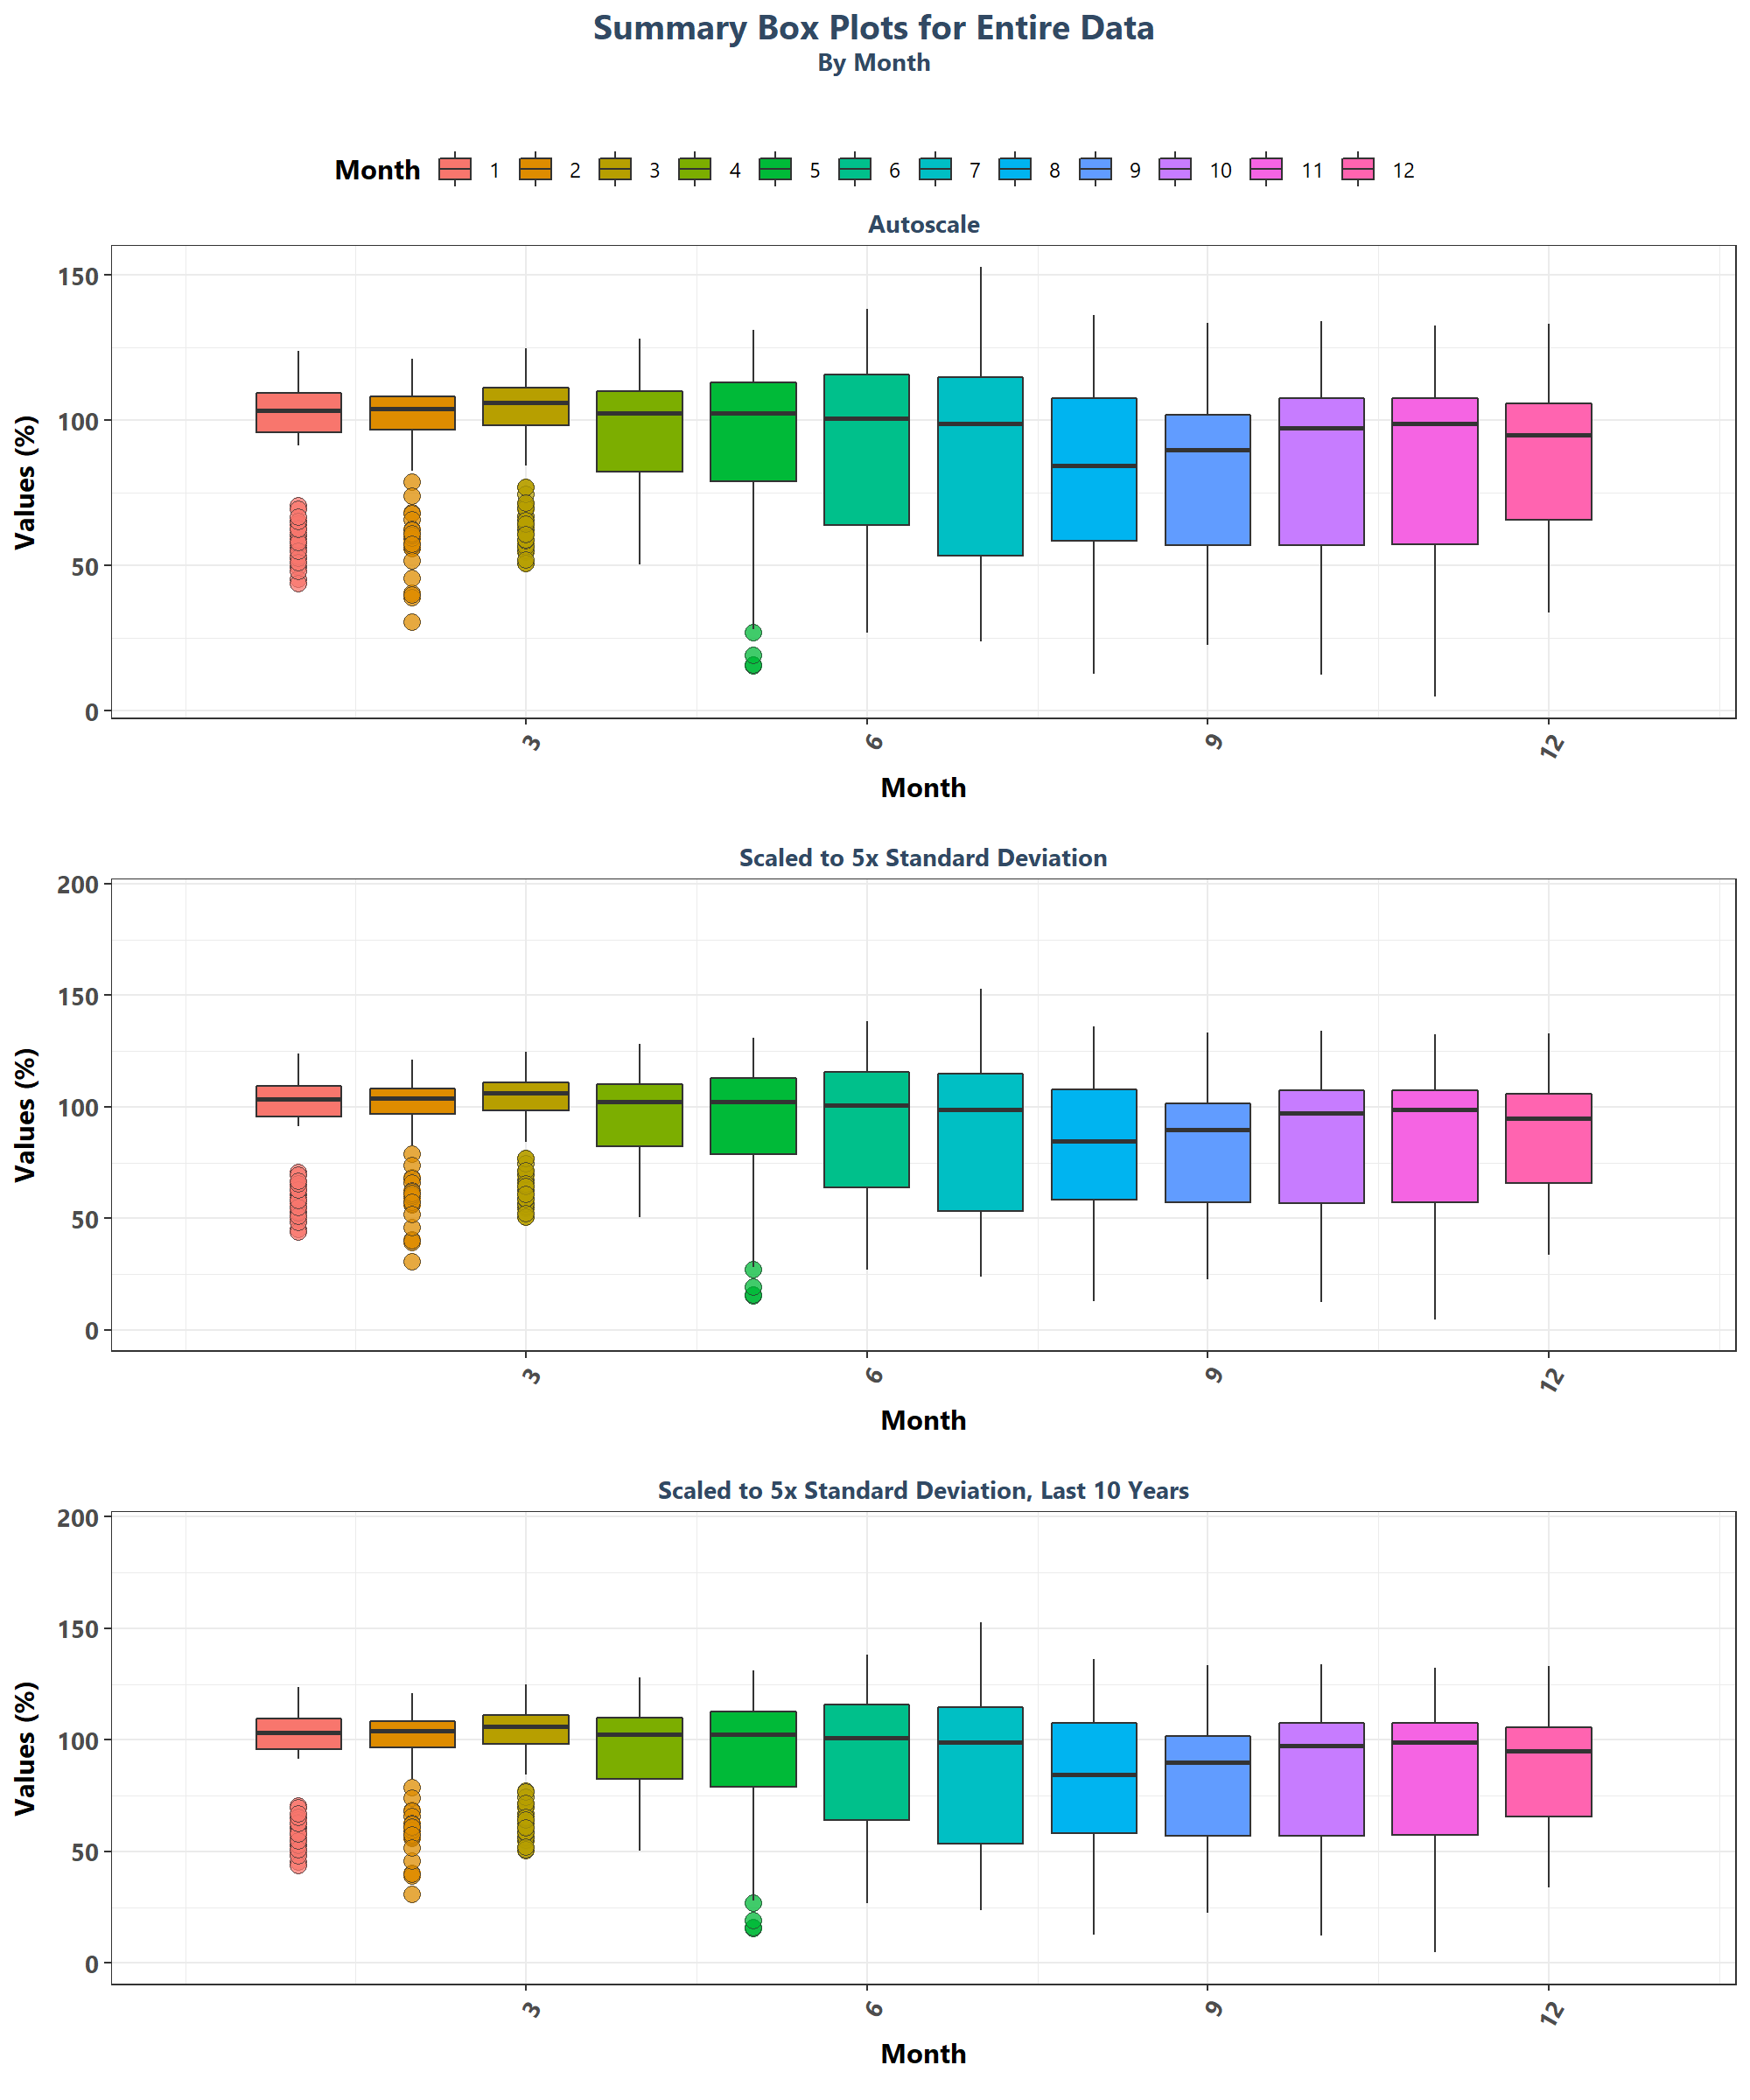 Summary Box Plots for Entire Data
By Month
Month 1 2 3 4 5 6 7 8 9 10 11 12
Autoscale
Values (%)
150
100
50
0
3 6 9 12
Month
Scaled to 5x Standard Deviation
Values (%)
200
150
100
50
0
3 6 9 12
Month
Scaled to 5x Standard Deviation, Last 10 Years
Values (%)
200
150
100
50
0
3 6 9 12
Month